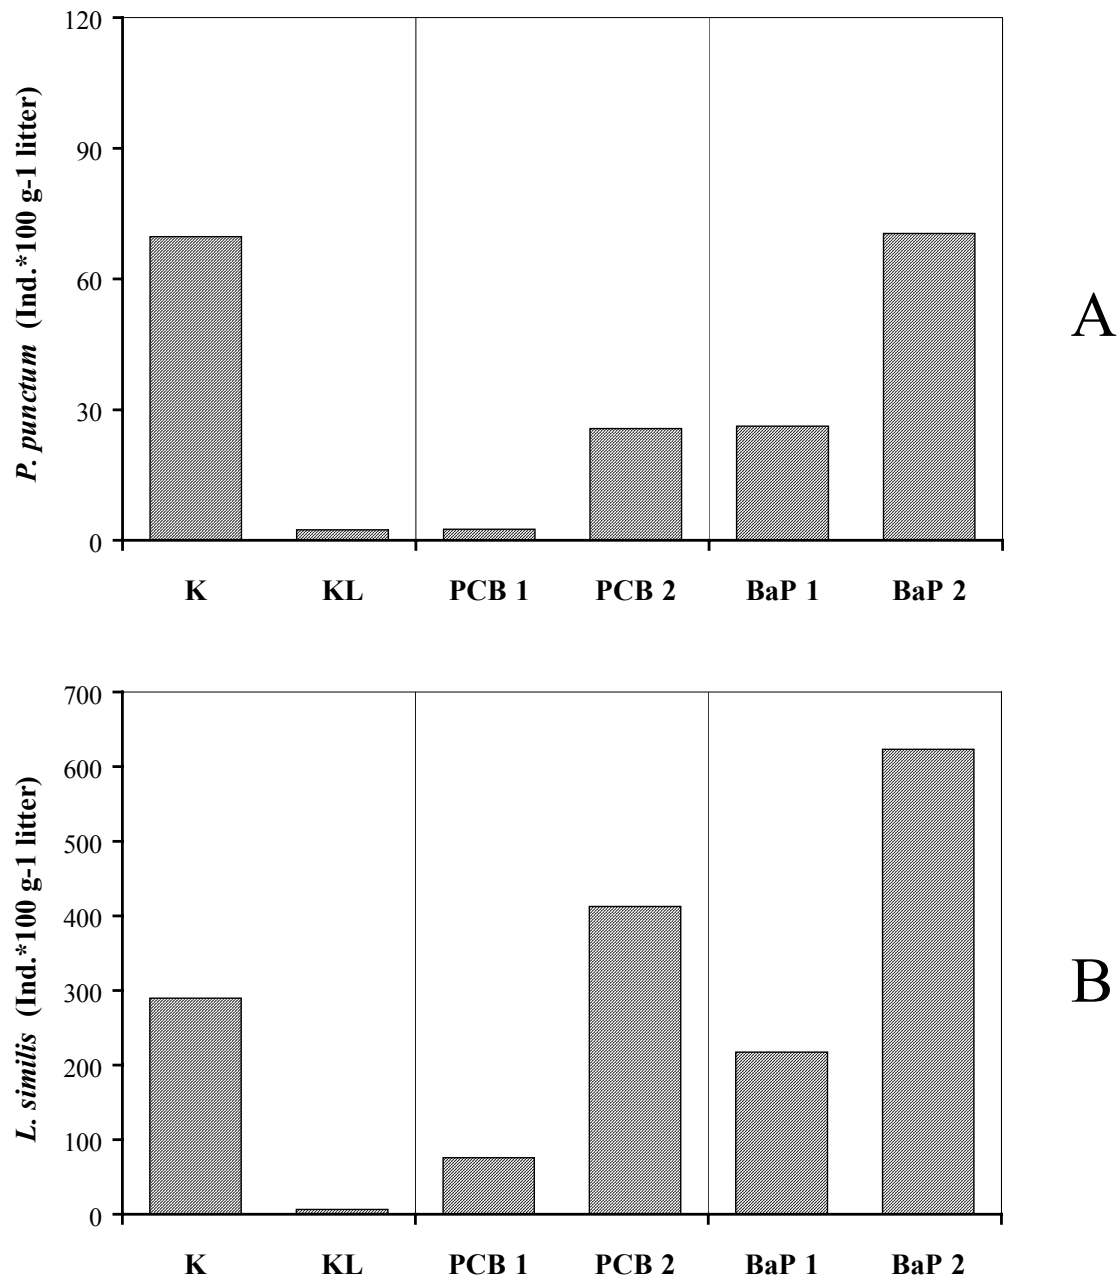 120
90
60
30
0
P. punctum (Ind.*100 g-1 litter)
K KL PCB 1 PCB 2 BaP 1 BaP 2
A
700
600
500
400
300
200
100
0
L. similis (Ind.*100 g-1 litter)
K KL PCB 1 PCB 2 BaP 1 BaP 2
B